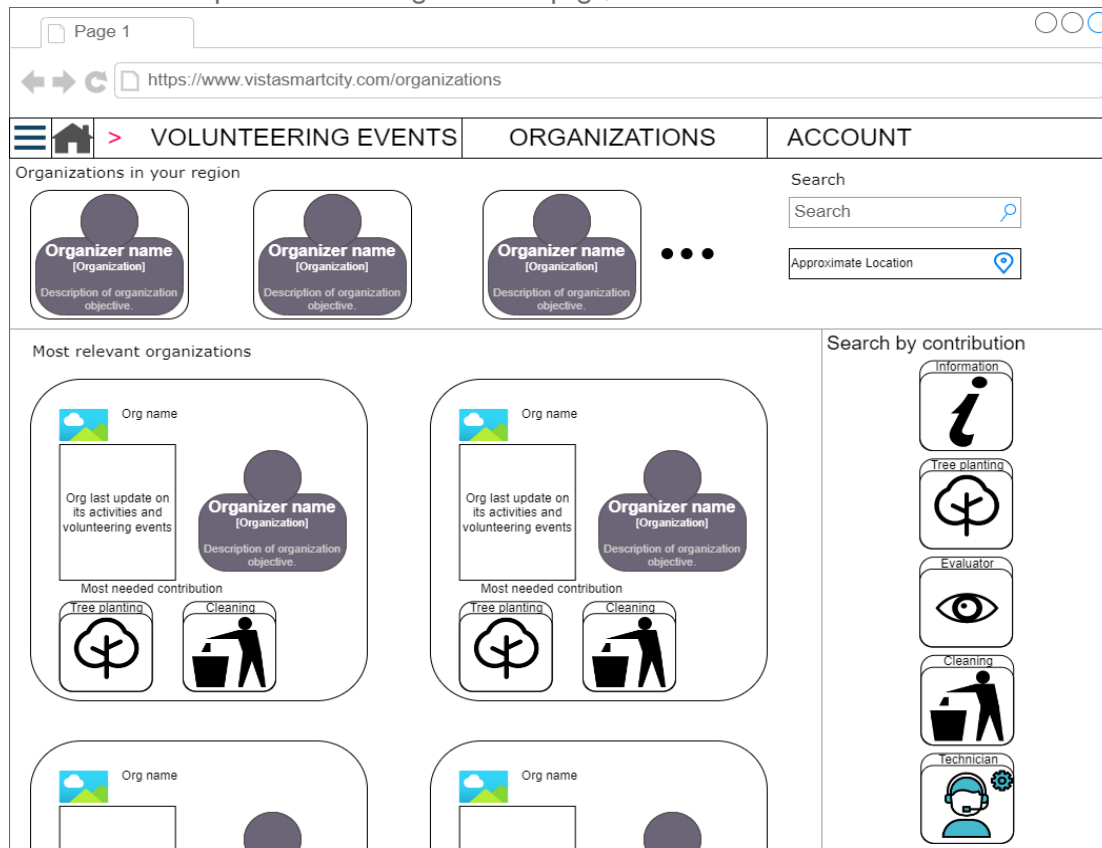 Page 1
https://www.vistasmartcity.com/organizations
> VOLUNTEERING EVENTS ORGANIZATIONS ACCOUNT
Organizations in your region
Organizer name
[Organization]
Description of organization
objective.
Organizer name
[Organization]
Description of organization
objective.
Organizer name
[Organization]
Description of organization
objective.
Search
Search
Approximate Location
Most relevant organizations
Org name
Org last update on
its activities and
volunteering events
Organizer name
[Organization]
Description of organization
objective.
Most needed contribution
Tree planting
Cleaning
Org name
Org last update on
its activities and
volunteering events
Organizer name
[Organization]
Description of organization
objective.
Most needed contribution
Tree planting
Cleaning
Org name
Org name
Search by contribution
Information
Tree planting
Evaluator
Cleaning
Technician